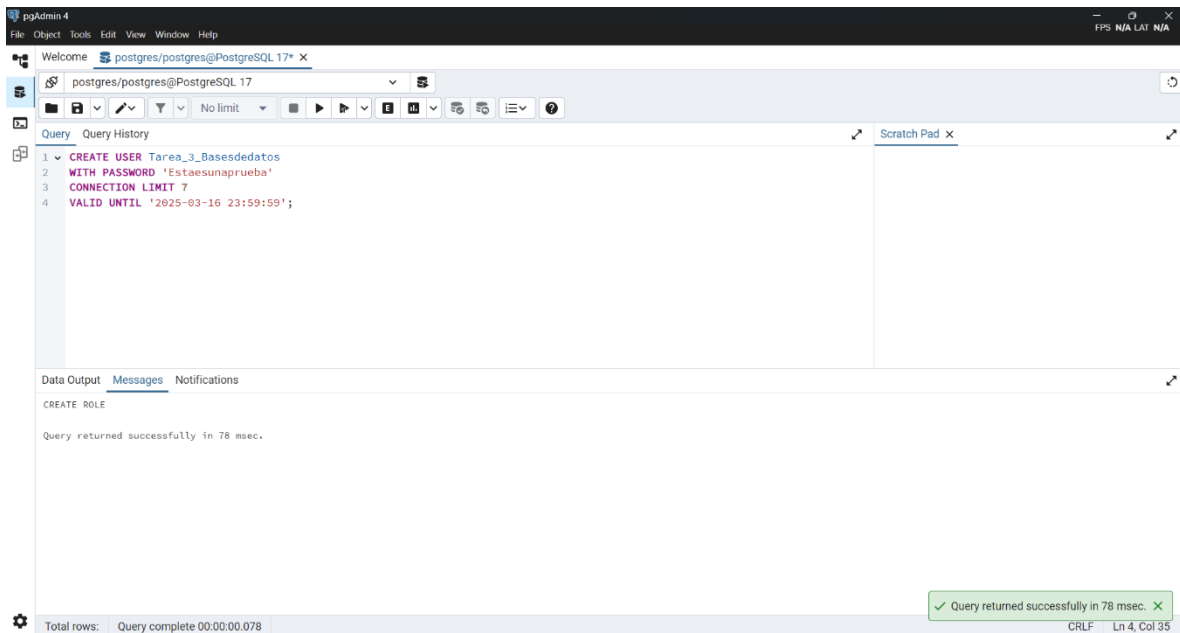 pgAdmin 4
FPS N/A LAT N/A
File Object Tools Edit View Window Help
Welcome postgres/postgres@PostgreSQL 17* X
postgres/postgres@PostgreSQL 17
No limit
Query Query History
Scratch Pad X
1 CREATE USER Tarea_3_Basesdedatos
2 WITH PASSWORD 'Estaesunaprueba'
3 CONNECTION LIMIT 7
4 VALID UNTIL '2025-03-16 23:59:59';
Data Output Messages Notifications
CREATE ROLE
Query returned successfully in 78 msec.
Query returned successfully in 78 msec. X
Total rows: Query complete 00:00:00.078
CRLF Ln 4, Col 35